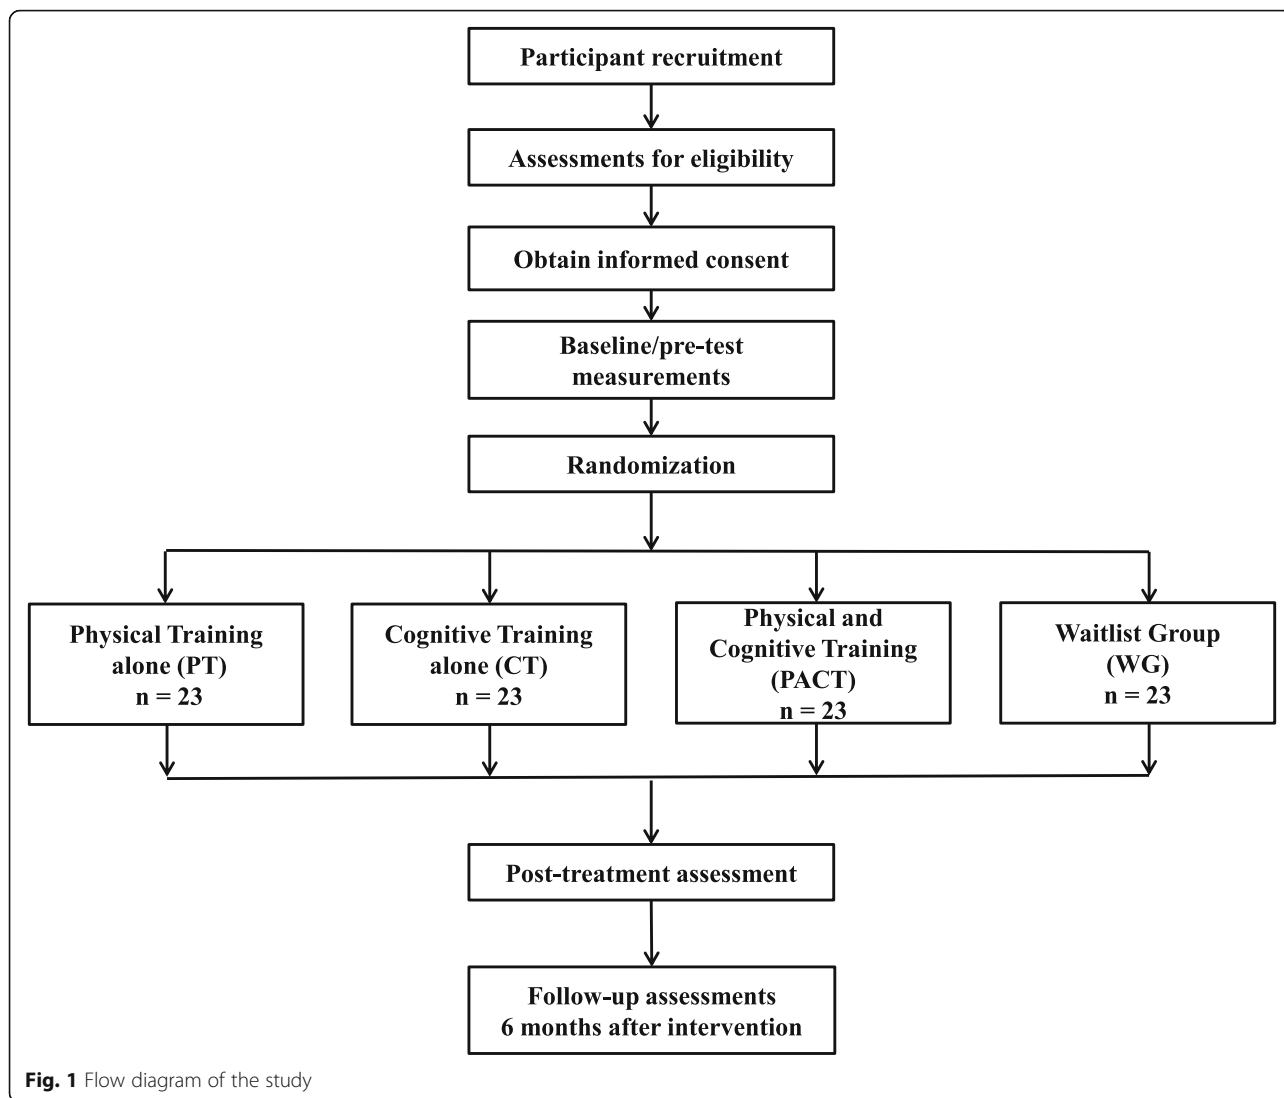 Participant recruitment
Assessments for eligibility
Obtain informed consent
Baseline/pre-test
measurements
Randomization
Physical Training
alone (PT)
n = 23
Cognitive Training
alone (CT)
n = 23
Physical and
Cognitive Training
(PACT)
n = 23
Waitlist Group
(WG)
n = 23
Post-treatment assessment
Follow-up assessments
6 months after intervention
Fig. 1 Flow diagram of the study